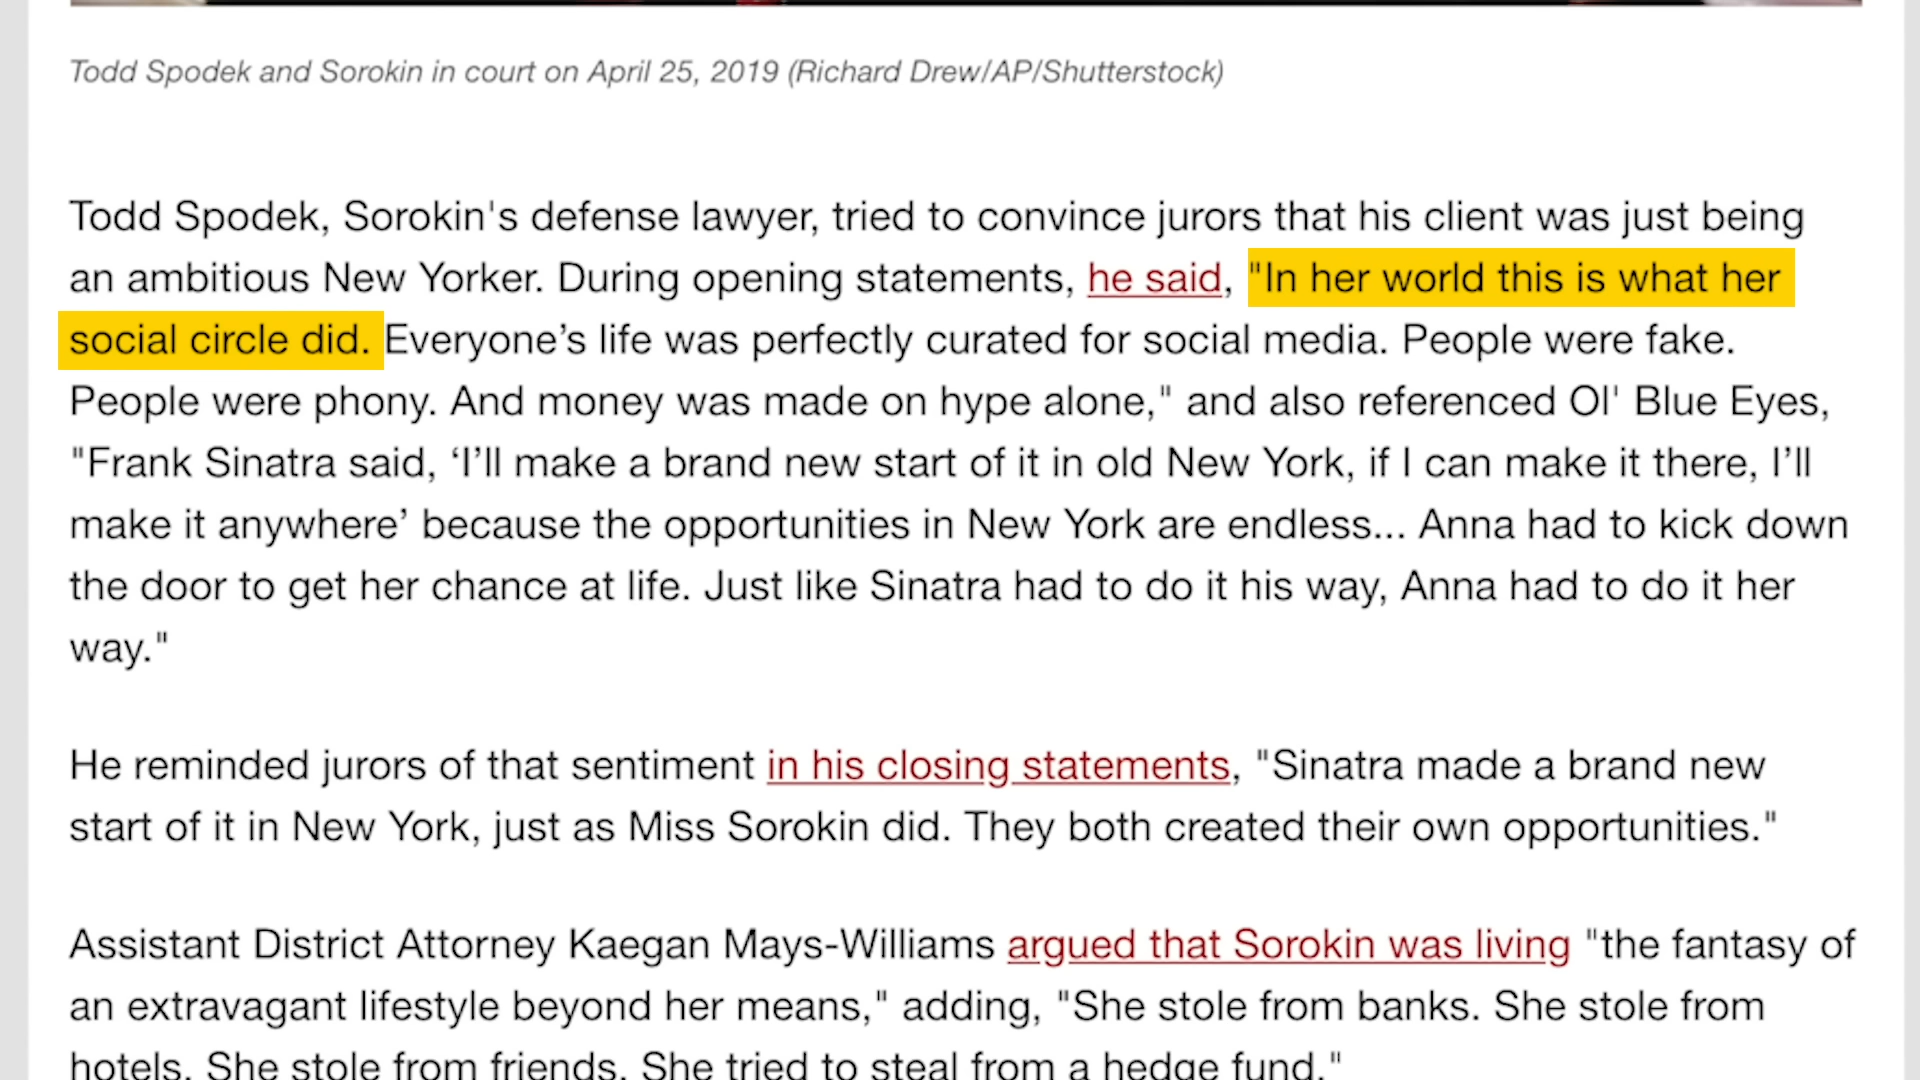 Todd Spodek and Sorokin in court on April 25, 2019 (Richard Drew/AP/Shutterstock)
Todd Spodek, Sorokin's defense lawyer, tried to convince jurors that his client was just being
an ambitious New Yorker. During opening statements, he said, "In her world this is what her
social circle did. Everyone’s life was perfectly curated for social media. People were fake.
People were phony. And money was made on hype alone," and also referenced Ol' Blue Eyes,
"Frank Sinatra said, ‘I’ll make a brand new start of it in old New York, if I can make it there, I’ll
make it anywhere’ because the opportunities in New York are endless... Anna had to kick down
the door to get her chance at life. Just like Sinatra had to do it his way, Anna had to do it her
way."
He reminded jurors of that sentiment in his closing statements, "Sinatra made a brand new
start of it in New York, just as Miss Sorokin did. They both created their own opportunities."
Assistant District Attorney Kaegan Mays-Williams argued that Sorokin was living "the fantasy of
an extravagant lifestyle beyond her means," adding, "She stole from banks. She stole from
hotels. She stole from friends. She tried to steal from a hedge fund."